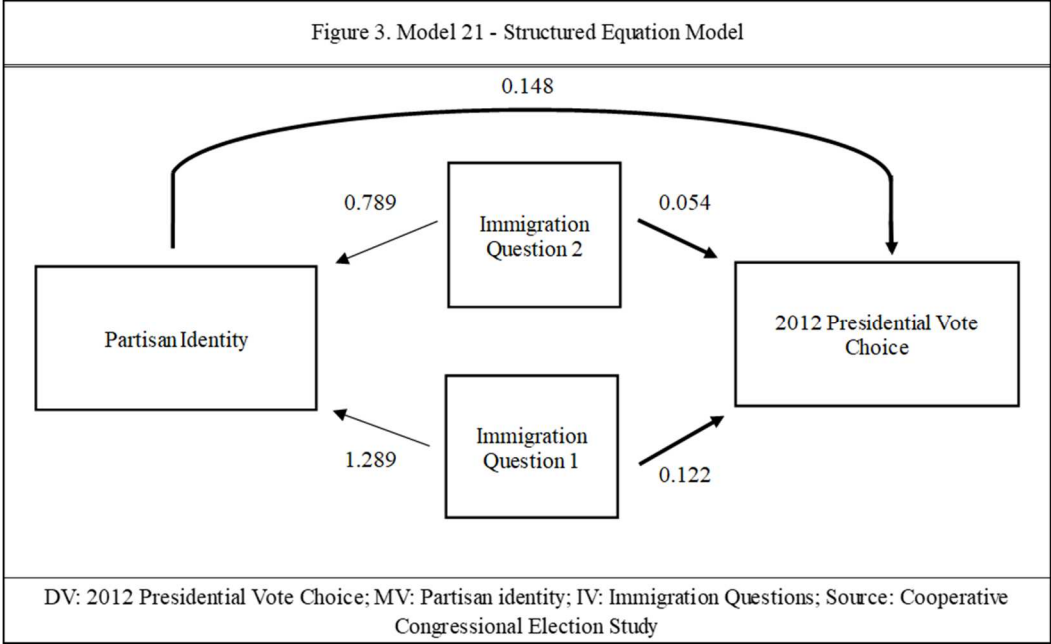 Figure 3. Model 21 - Structured Equation Model
0.148
0.789
Immigration
Question 2
0.054
Partisan Identity
2012 Presidential Vote
Choice
1.289
Immigration
Question 1
0.122
DV: 2012 Presidential Vote Choice; MV: Partisan identity; IV: Immigration Questions; Source: Cooperative
Congressional Election Study